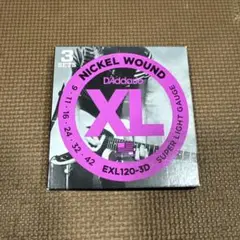 3
SETS
NICKEL WOUND
D'Addario
XL
9 - 11 - 16 - 24 - 32 - 42
EXL120-3D
SUPER LIGHT GAUGE